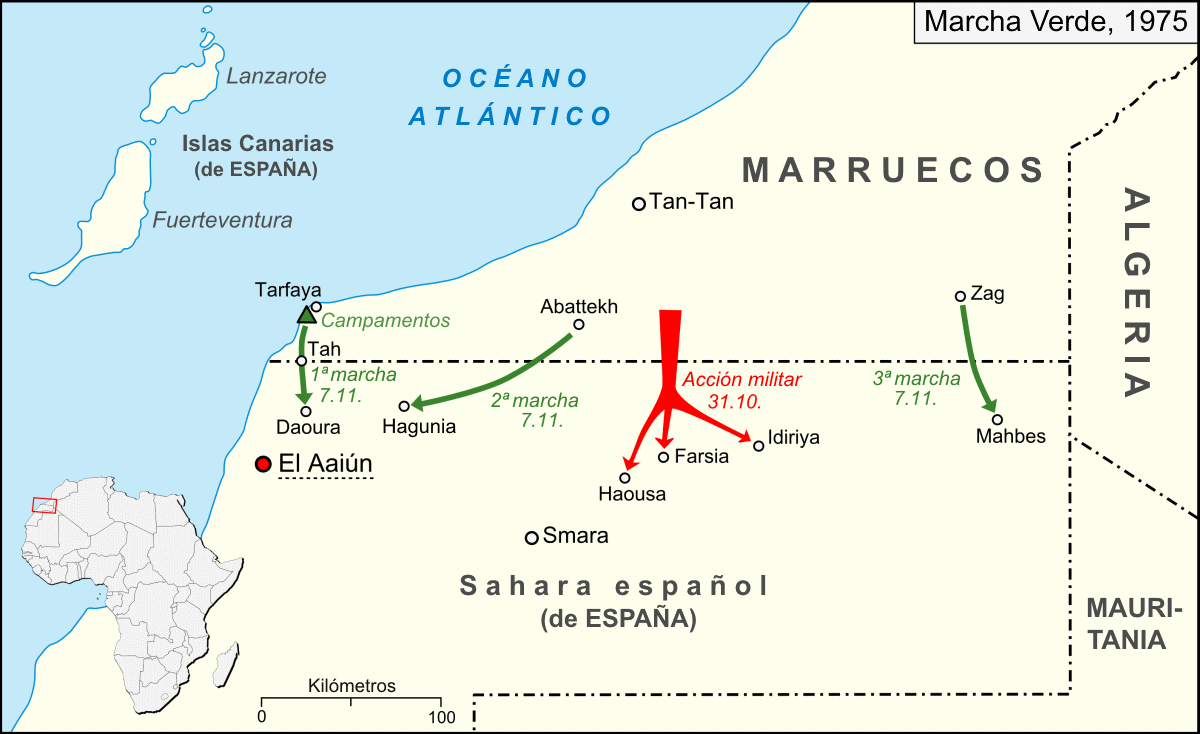 Marcha Verde, 1975
Lanzarote
OCÉANO
ATLÁNTICO
Islas Canarias
(de ESPAÑA)
MARRUECOS
Tan-Tan
ALGERIA
Fuerteventura
Tarfaya
Campamentos
Abattekh
Zag
Tah
1ª marcha
7.11.
2ª marcha
7.11.
Acción militar
31.10.
3ª marcha
7.11.
Daoura
Hagunia
Idiriya
Mahbes
Farsia
El Aaiún
Haousa
Smara
Sahara español
(de ESPAÑA)
MAURI-
TANIA
Kilómetros
0 100